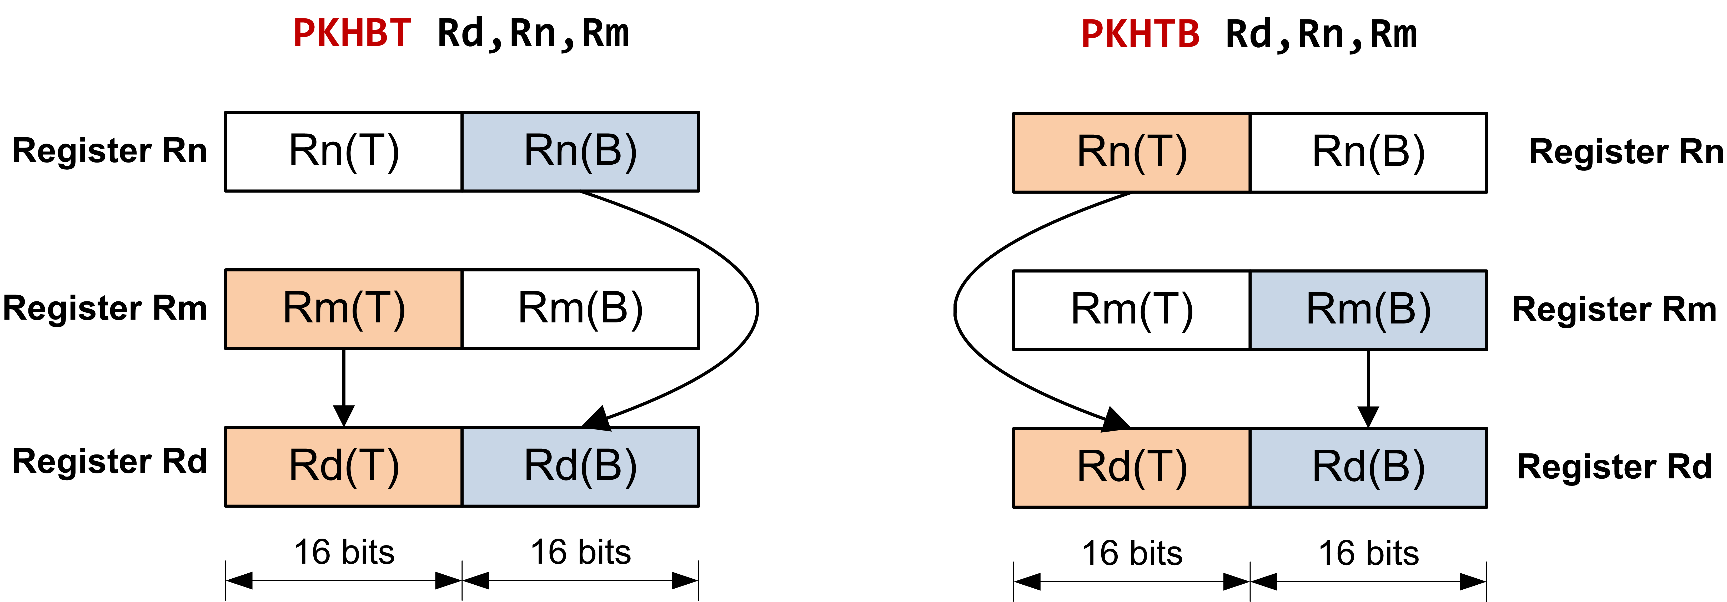 PKHBT Rd,Rn,Rm
Register Rn
Rn(T) Rn(B)
Register Rm
Rm(T) Rm(B)
Register Rd
Rd(T) Rd(B)
16 bits 16 bits
PKHTB Rd,Rn,Rm
Rn(T) Rn(B)
Register Rn
Rm(T) Rm(B)
Register Rm
Rd(T) Rd(B)
Register Rd
16 bits 16 bits